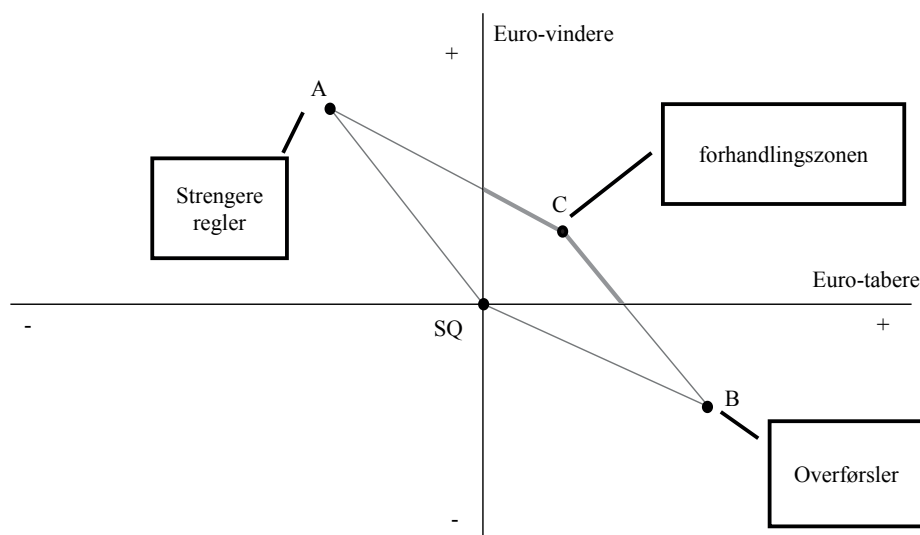 Euro-vindere
+
A
Strengere
regler
forhandlingszonen
C
Euro-tabere
-
SQ
+
B
Overførsler
-